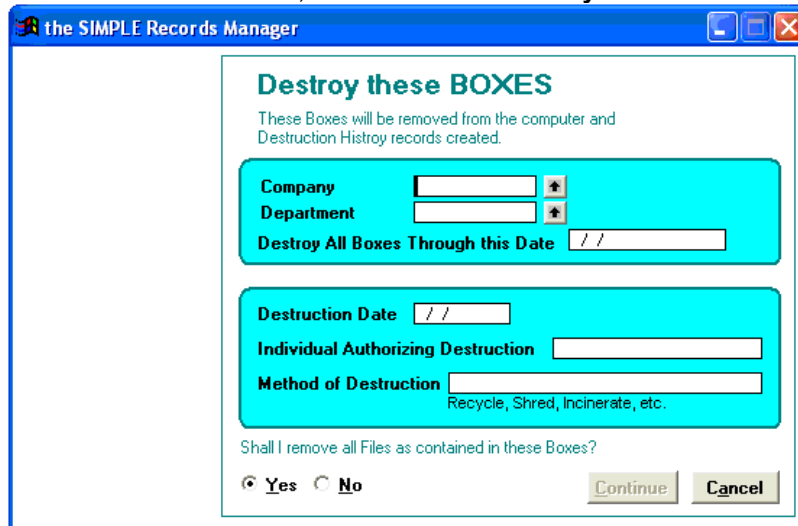 the SIMPLE Records Manager
Destroy these BOXES
These Boxes will be removed from the computer and
Destruction Histroy records created.
Company
Department
Destroy All Boxes Through this Date / /
Destruction Date / /
Individual Authorizing Destruction
Method of Destruction
Recycle, Shred, Incinerate, etc.
Shall I remove all Files as contained in these Boxes?
Yes No Continue Cancel